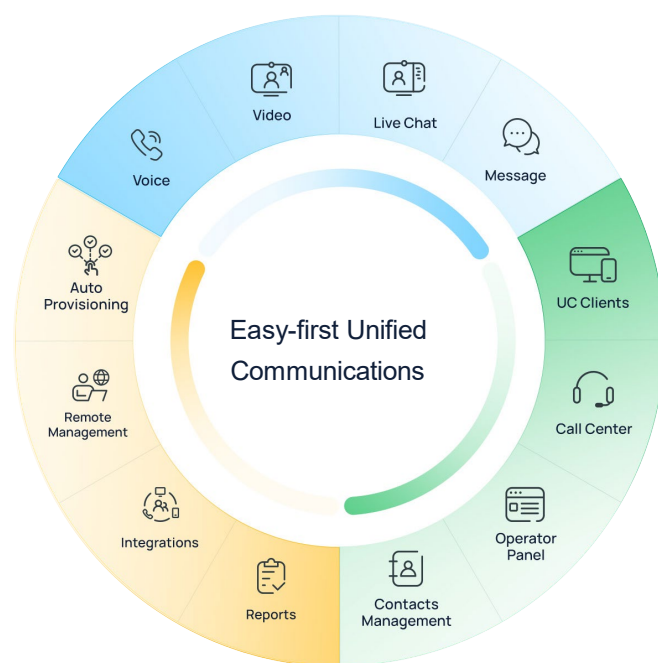 Video
Live Chat
Voice
Message
Auto
Provisioning
UC Clients
Easy-first Unified
Communications
Remote
Management
Call Center
Integrations
Operator
Panel
Reports
Contacts
Management